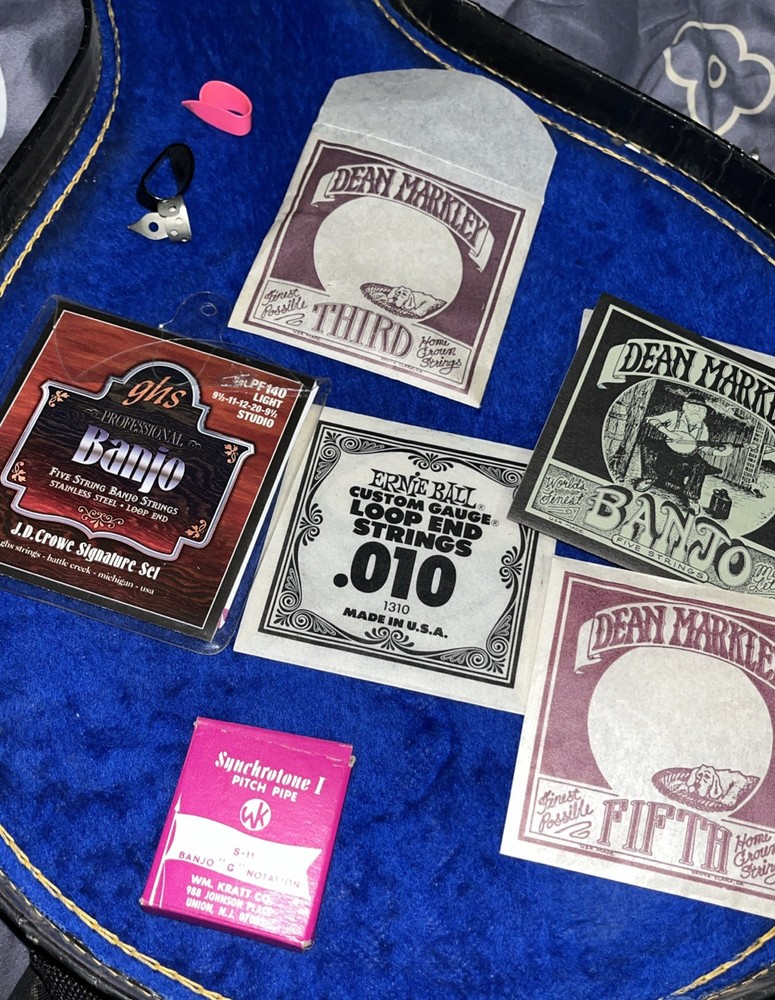 DEAN MARKLEY
Finest
Possible
THIRD
Home
Grown
Strings
ghs
PROFESSIONAL
Banjo
FIVE STRING BANJO STRINGS
STAINLESS STEEL • LOOP END
J.D. Crowe Signature Set
ghs strings - battle creek - michigan - usa
PF140
LIGHT
9½-11-12-20-9½
STUDIO
ERNIE BALL®
CUSTOM GAUGE®
LOOP END
STRINGS
.010
1310
MADE IN U.S.A.
DEAN MARK
World's
Finest
BANJO
FIVE STRINGS
DEAN MARKLEY
Finest
Possible
FIFTH
Home
Grown
String
Synchrotone I
PITCH PIPE
WK
S-11
BANJO "G" NOTATION
WM. KRATT CO.
988 JOHNSON PLACE
UNION, N.J.